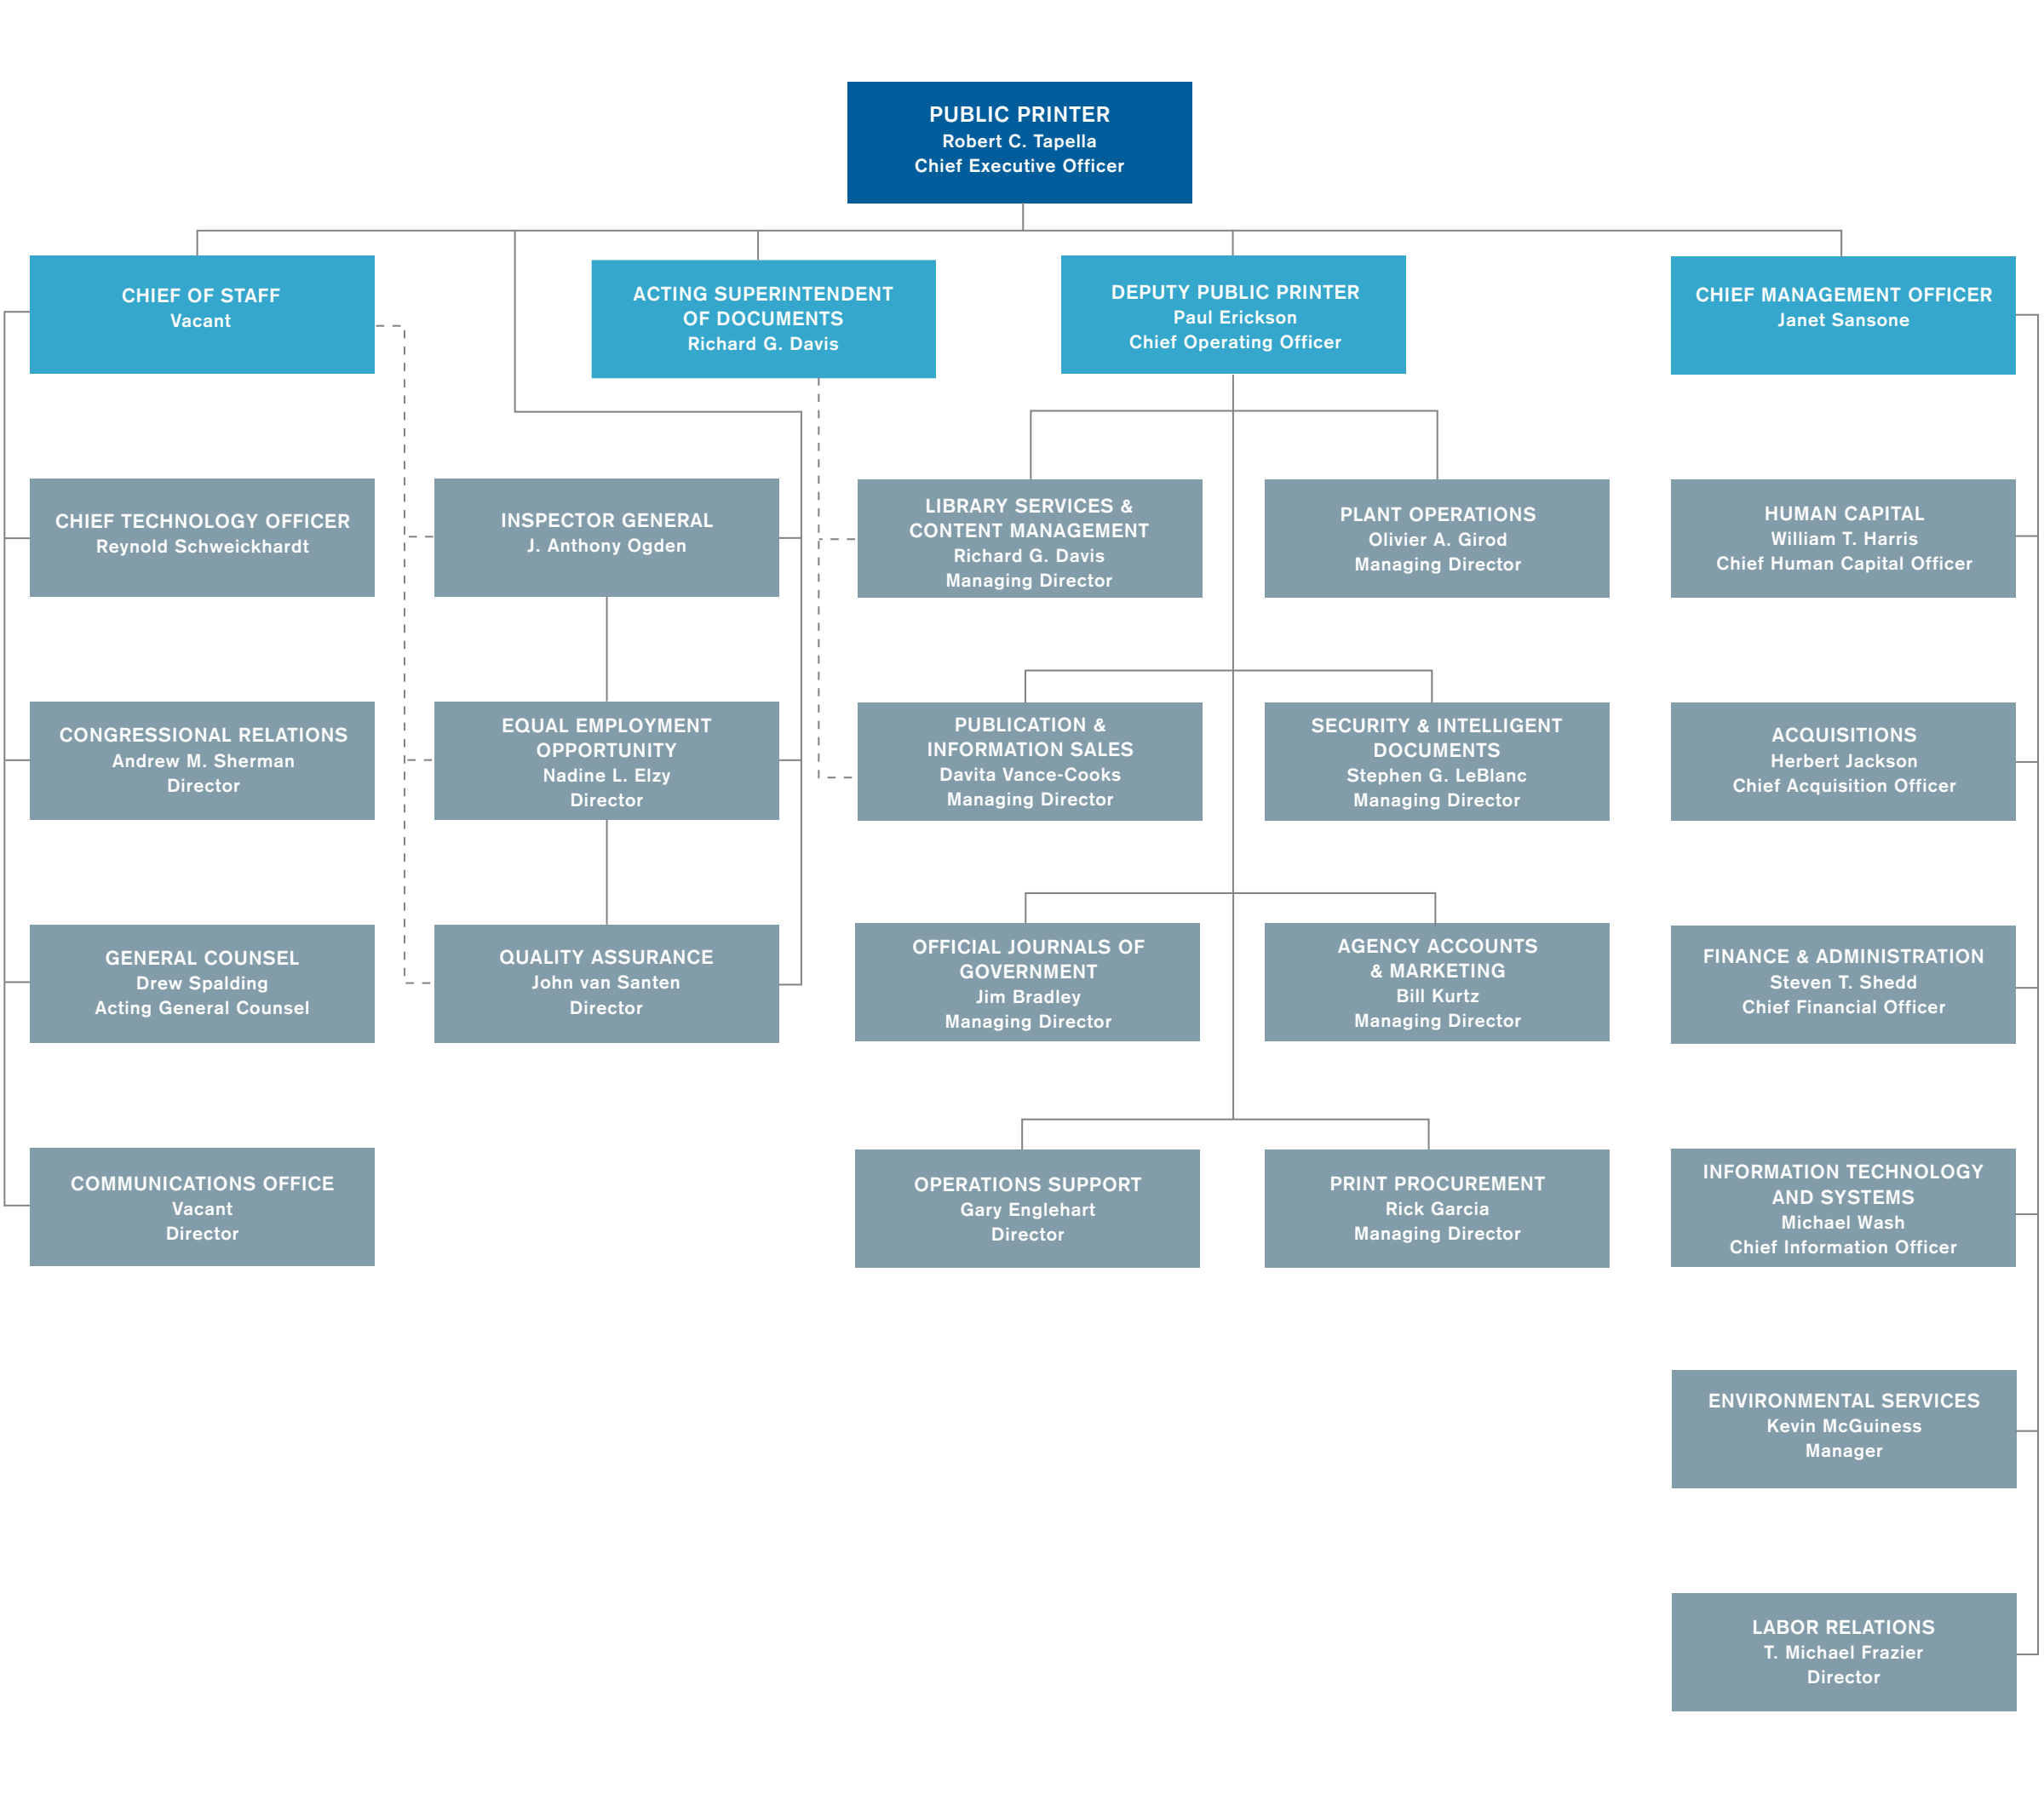 PUBLIC PRINTER
Robert C. Tapella
Chief Executive Officer
CHIEF OF STAFF
Vacant
ACTING SUPERINTENDENT
OF DOCUMENTS
Richard G. Davis
DEPUTY PUBLIC PRINTER
Paul Erickson
Chief Operating Officer
CHIEF MANAGEMENT OFFICER
Janet Sansone
CHIEF TECHNOLOGY OFFICER
Reynold Schweickhardt
INSPECTOR GENERAL
J. Anthony Ogden
LIBRARY SERVICES &
CONTENT MANAGEMENT
Richard G. Davis
Managing Director
PLANT OPERATIONS
Olivier A. Girod
Managing Director
HUMAN CAPITAL
William T. Harris
Chief Human Capital Officer
CONGRESSIONAL RELATIONS
Andrew M. Sherman
Director
EQUAL EMPLOYMENT
OPPORTUNITY
Nadine L. Elzy
Director
PUBLICATION &
INFORMATION SALES
Davita Vance-Cooks
Managing Director
SECURITY & INTELLIGENT
DOCUMENTS
Stephen G. LeBlanc
Managing Director
ACQUISITIONS
Herbert Jackson
Chief Acquisition Officer
GENERAL COUNSEL
Drew Spalding
Acting General Counsel
QUALITY ASSURANCE
John van Santen
Director
OFFICIAL JOURNALS OF
GOVERNMENT
Jim Bradley
Managing Director
AGENCY ACCOUNTS
& MARKETING
Bill Kurtz
Managing Director
FINANCE & ADMINISTRATION
Steven T. Shedd
Chief Financial Officer
COMMUNICATIONS OFFICE
Vacant
Director
OPERATIONS SUPPORT
Gary Englehart
Director
PRINT PROCUREMENT
Rick Garcia
Managing Director
INFORMATION TECHNOLOGY
AND SYSTEMS
Michael Wash
Chief Information Officer
ENVIRONMENTAL SERVICES
Kevin McGuiness
Manager
LABOR RELATIONS
T. Michael Frazier
Director